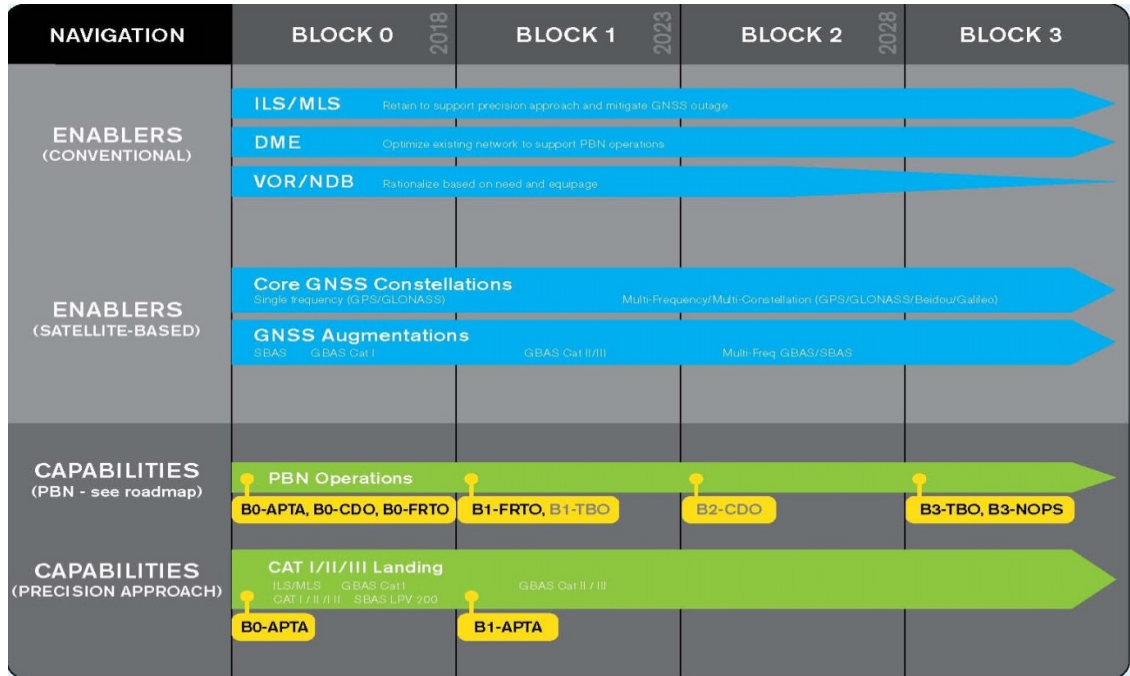 NAVIGATION
BLOCK 0
2018
BLOCK 1
2023
BLOCK 2
2028
BLOCK 3
ENABLERS
(CONVENTIONAL)
ILS/MLS Retain to support precision approach and mitigate GNSS outage
DME Optimize existing network to support PBN operations
VOR/NDB Rationalize based on need and equipage
ENABLERS
(SATELLITE-BASED)
Core GNSS Constellations
Single frequency (GPS/GLONASS) Multi-Frequency/Multi-Constellation (GPS/GLONASS/Beidou/Galileo)
GNSS Augmentations
SBAS GBAS Cat I GBAS Cat II/III Multi-Freq GBAS/SBAS
CAPABILITIES
(PBN - see roadmap)
PBN Operations
B0-APTA, B0-CDO, B0-FRTO
B1-FRTO, B1-TBO
B2-CDO
B3-TBO, B3-NOPS
CAPABILITIES
(PRECISION APPROACH)
CAT I/II/III Landing
ILS/MLS GBAS Cat I GBAS Cat II / III
CAT I / II / III SBAS LPV 200
B0-APTA
B1-APTA